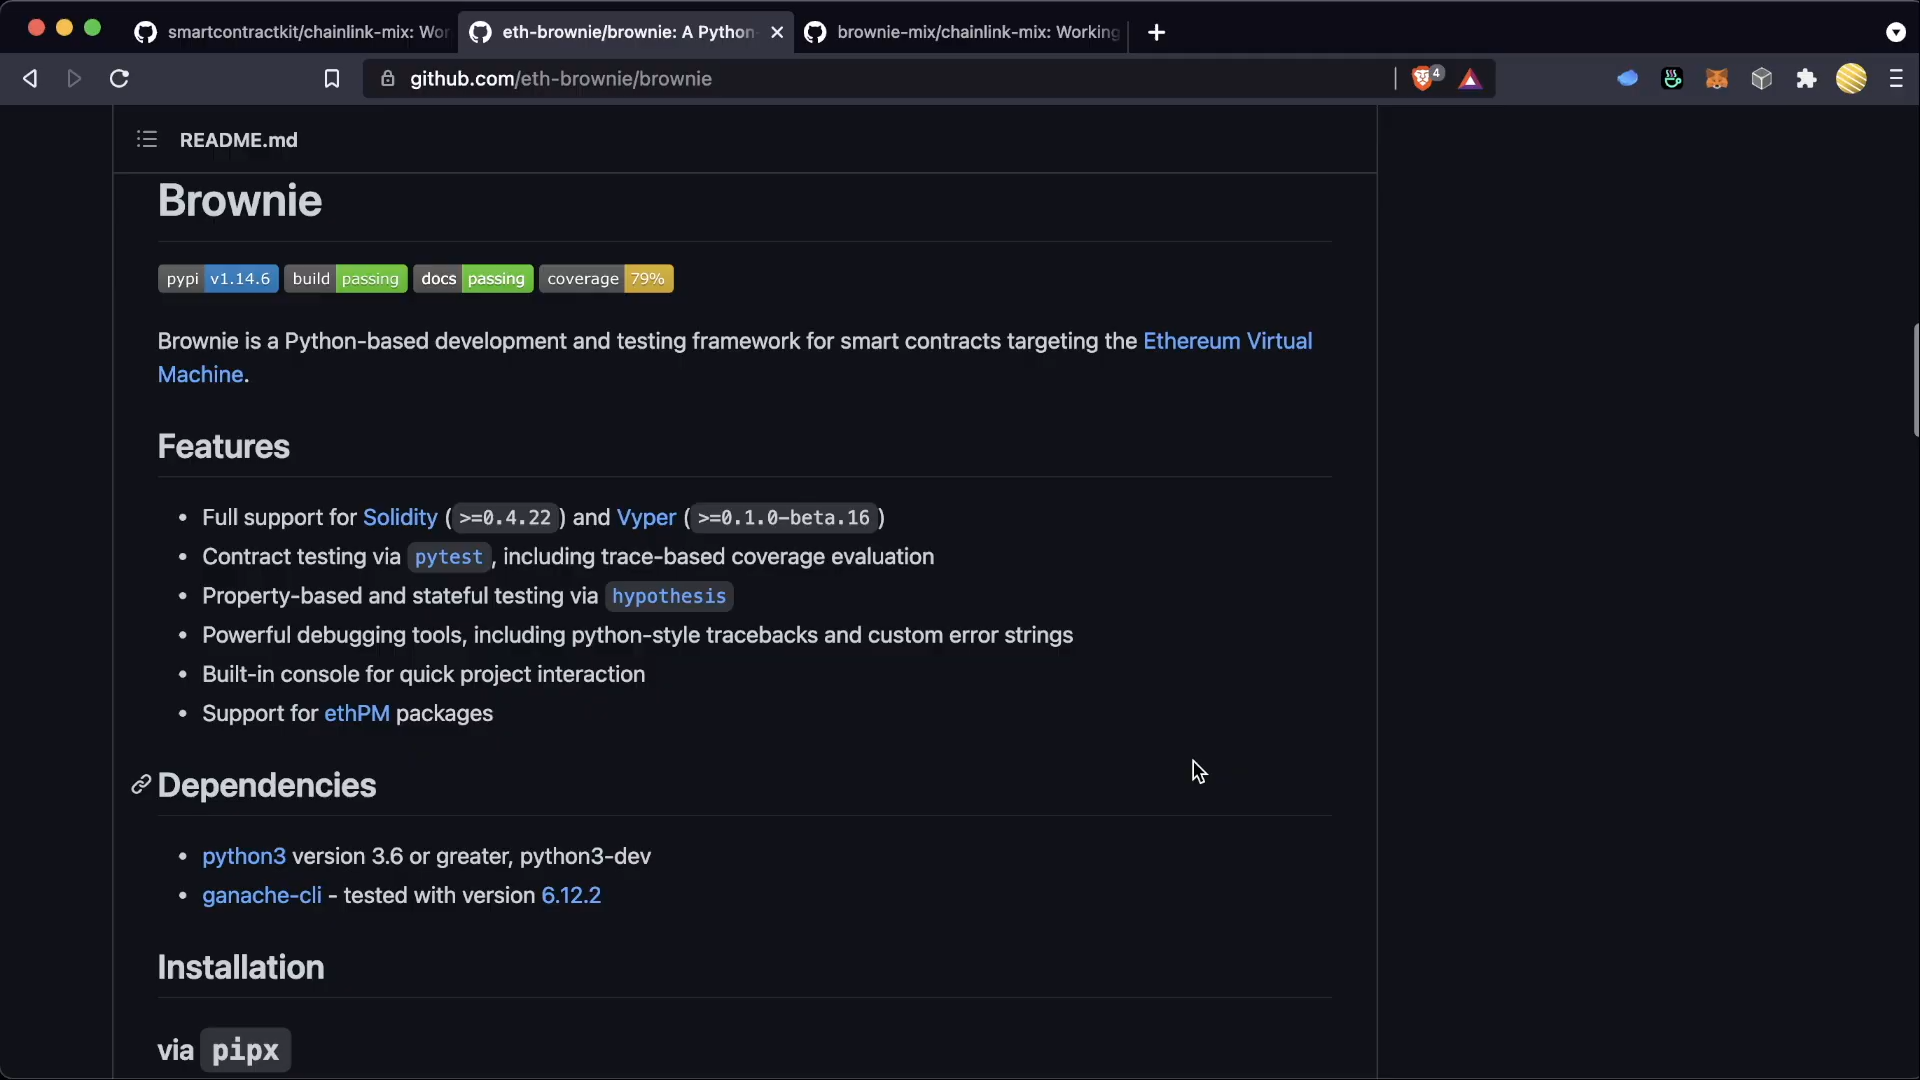 smartcontractkit/chainlink-mix: Wor
eth-brownie/brownie: A Python-
brownie-mix/chainlink-mix: Working
github.com/eth-brownie/brownie
4
README.md
Brownie
pypi v1.14.6 build passing docs passing coverage 79%
Brownie is a Python-based development and testing framework for smart contracts targeting the Ethereum Virtual
Machine.
Features
• Full support for Solidity ( >=0.4.22 ) and Vyper ( >=0.1.0-beta.16 )
• Contract testing via pytest , including trace-based coverage evaluation
• Property-based and stateful testing via hypothesis
• Powerful debugging tools, including python-style tracebacks and custom error strings
• Built-in console for quick project interaction
• Support for ethPM packages
Dependencies
• python3 version 3.6 or greater, python3-dev
• ganache-cli - tested with version 6.12.2
Installation
via pipx